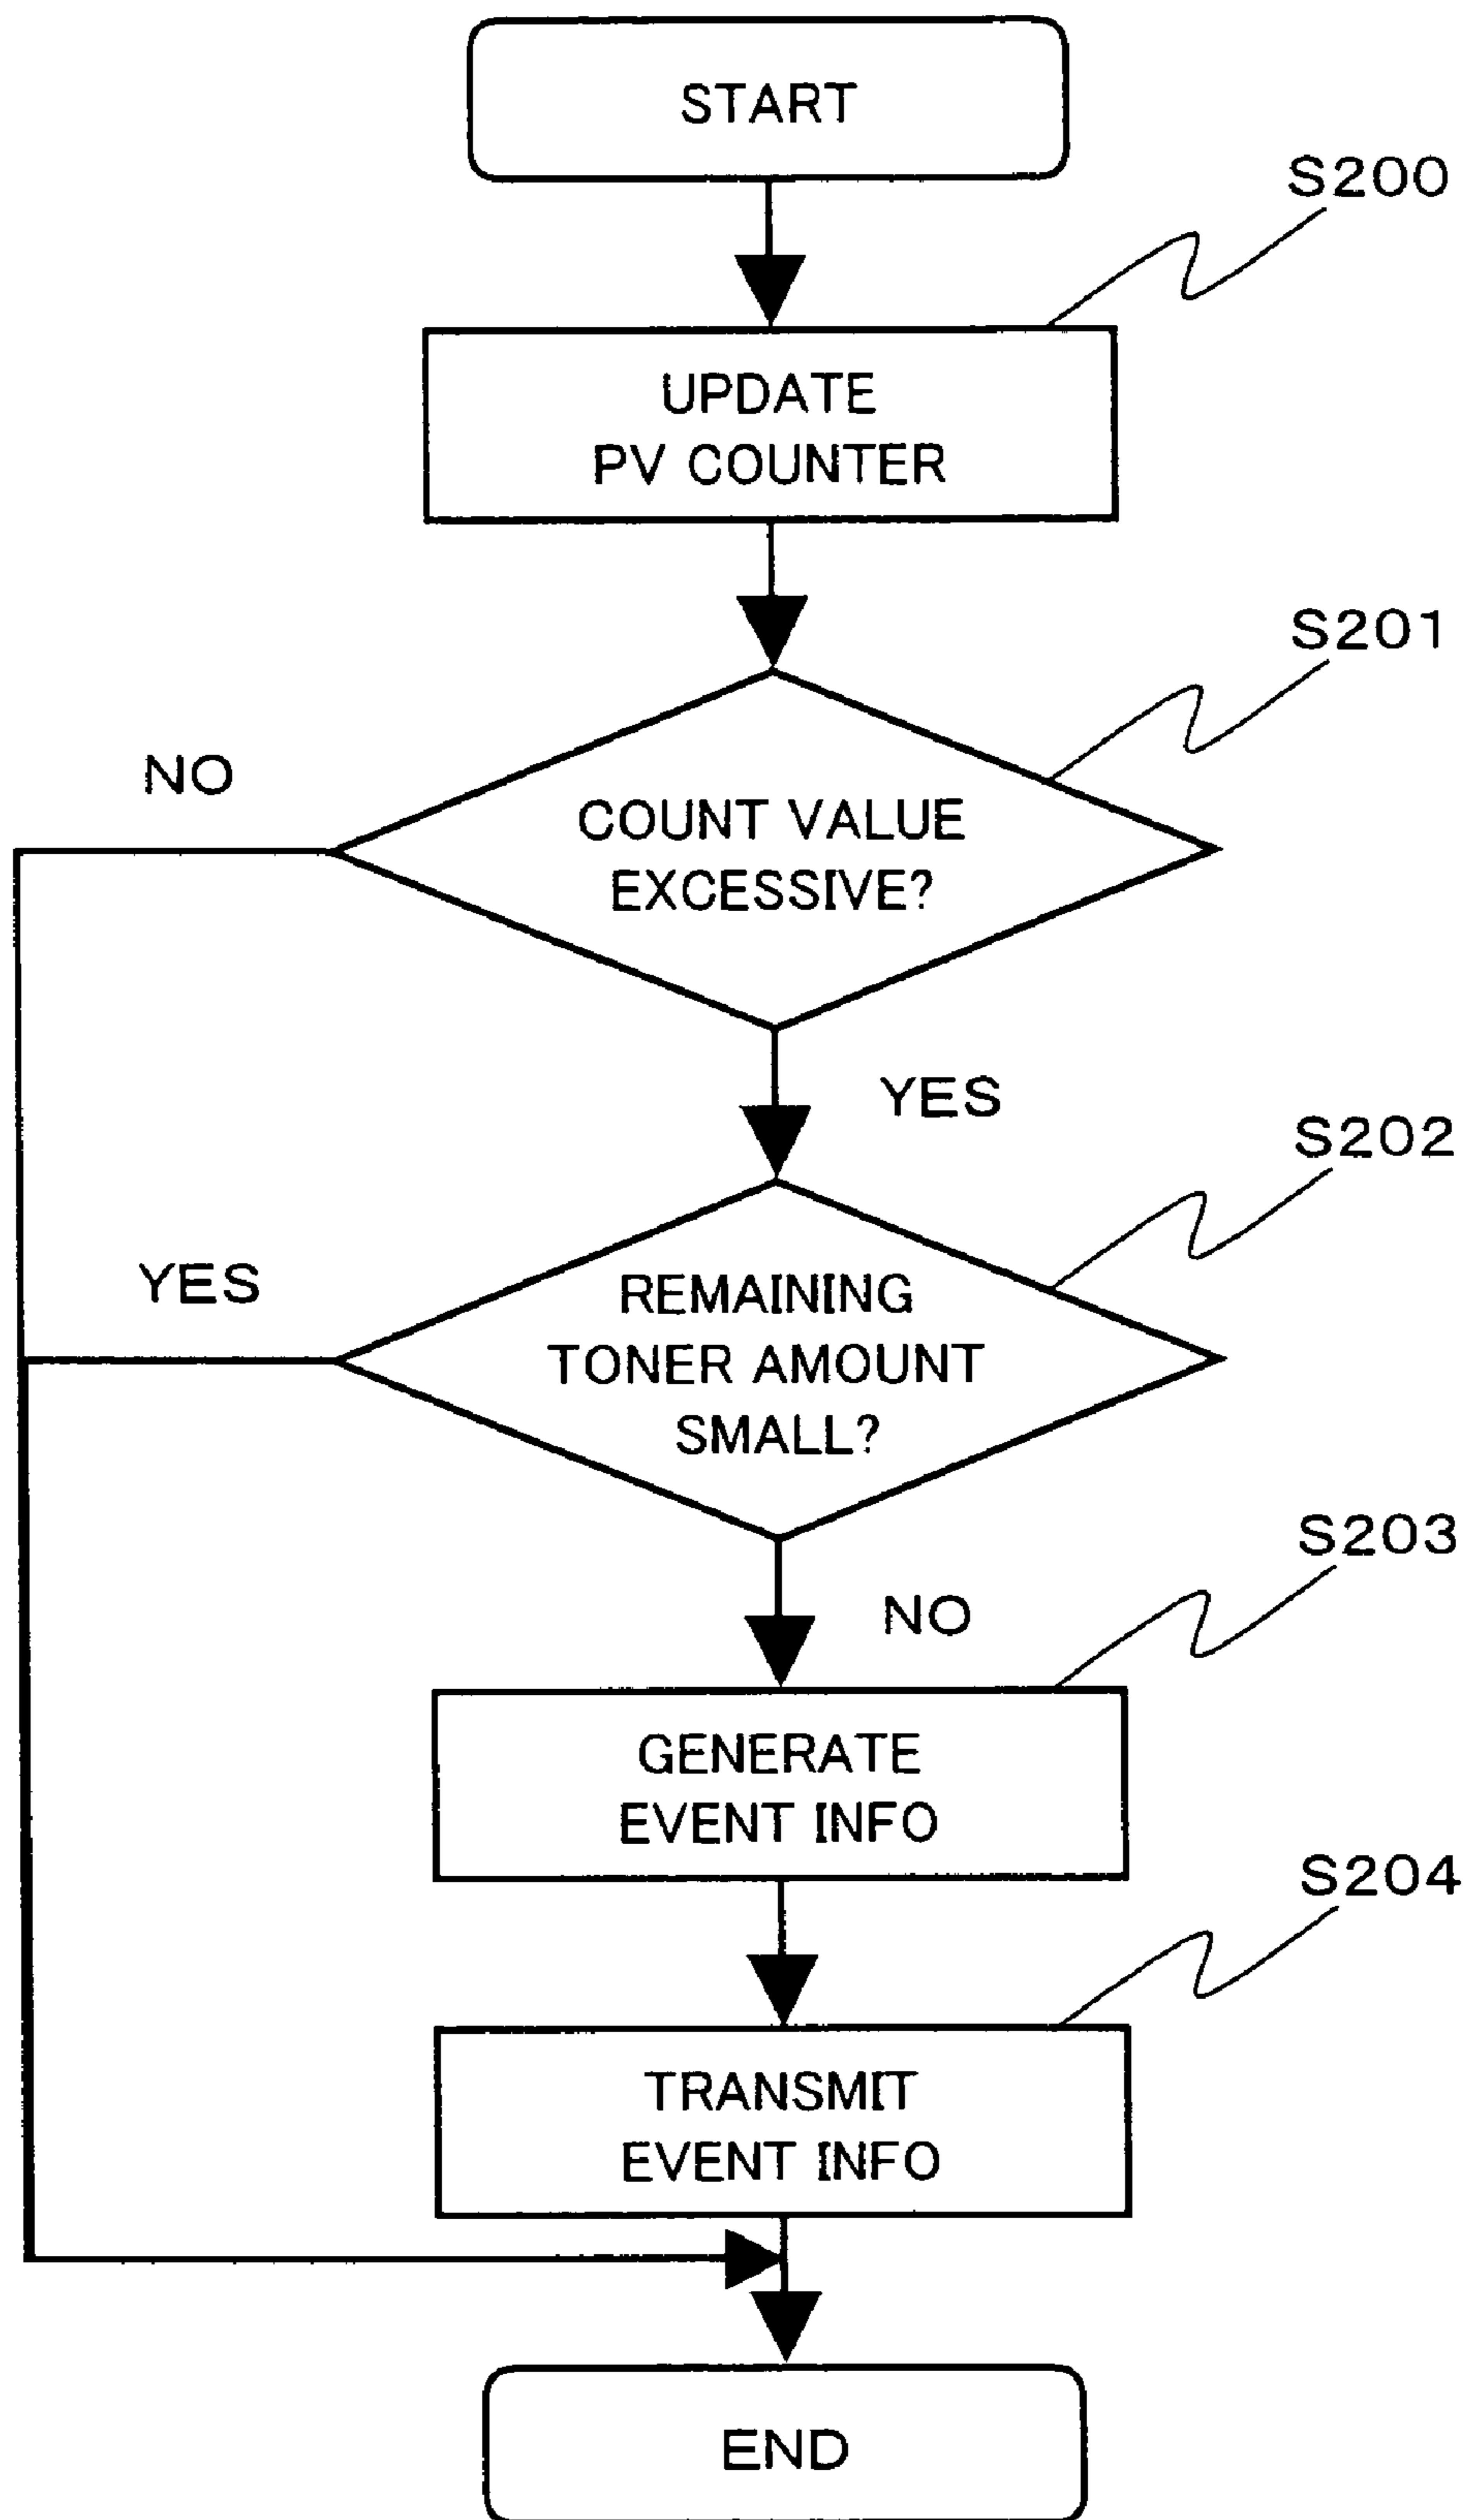 START
S200
UPDATE
PV COUNTER
S201
NO
COUNT VALUE
EXCESSIVE?
YES
S202
YES
REMAINING
TONER AMOUNT
SMALL?
S203
NO
GENERATE
EVENT INFO
S204
TRANSMIT
EVENT INFO
END